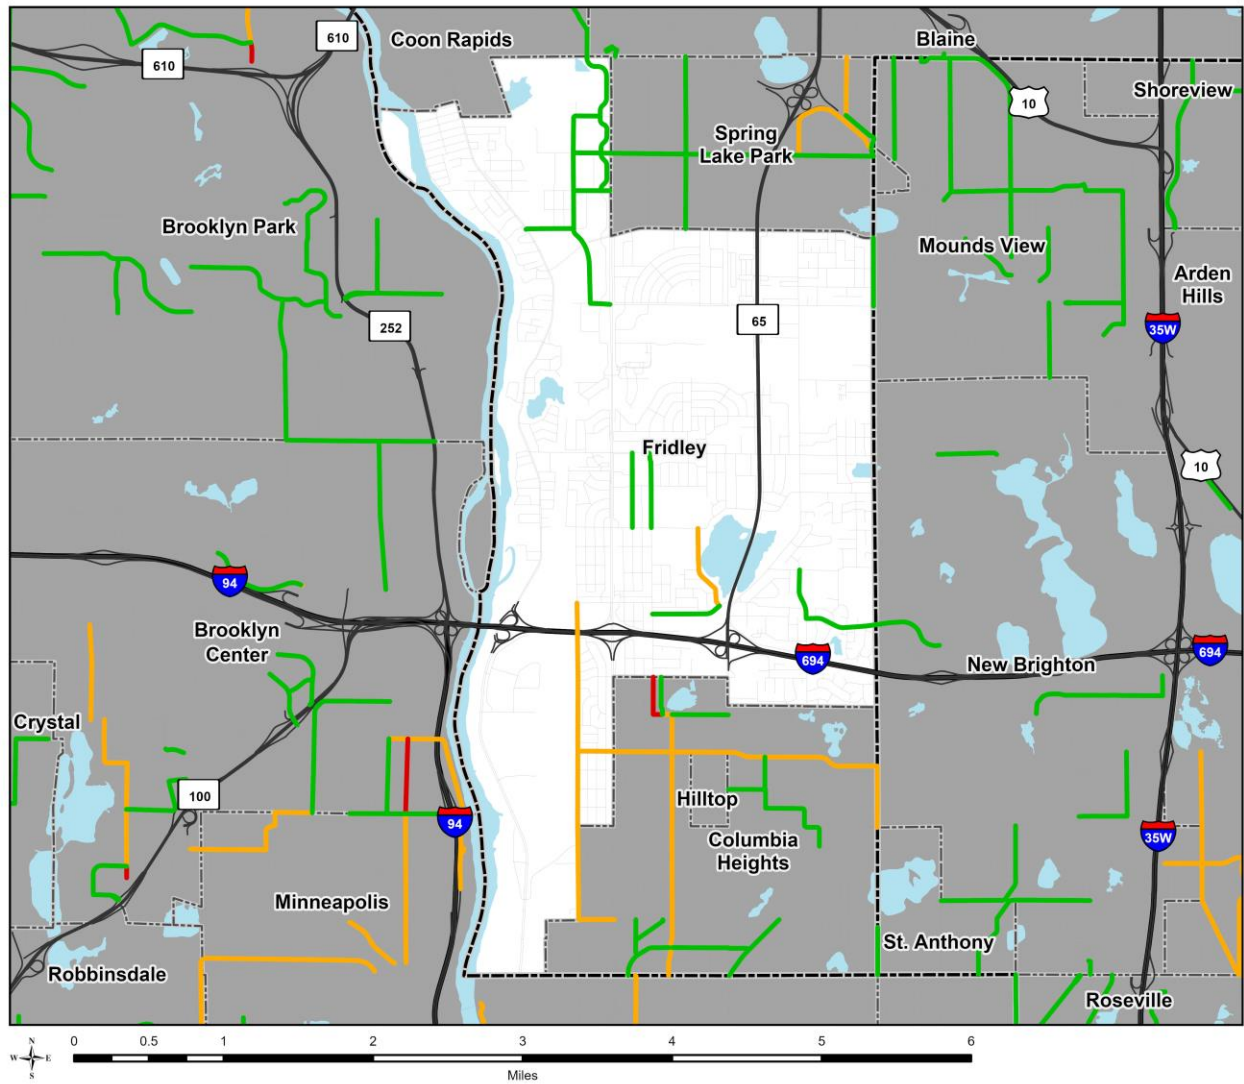 610
Coon Rapids
Blaine
610
Shoreview
10
Spring
Lake Park
Brooklyn Park
Mounds View
Arden
Hills
252
65
35W
Fridley
10
94
Brooklyn
Center
694
694
New Brighton
Crystal
100
Hilltop
94
35W
Columbia
Heights
Minneapolis
St. Anthony
Robbinsdale
Roseville
N
W E
S
0 0.5 1 2 3 4 5 6
Miles